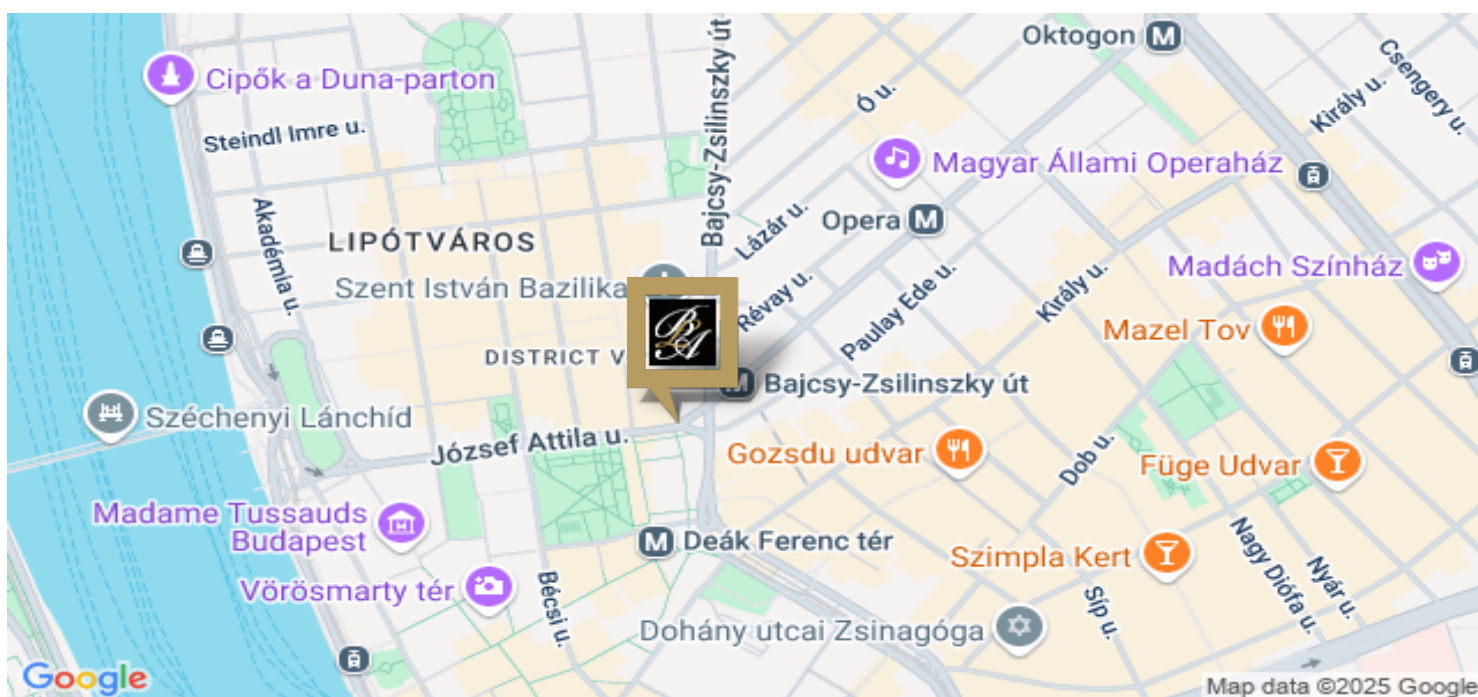 Oktogon M
Csengery u.
Cipők a Duna-parton
Bajcsy-Zsilinszky út
Ó u.
Király u.
Steindl Imre u.
Magyar Állami Operaház
Akadémia u.
Lázár u.
Opera M
LIPÓTVÁROS
Madách Színház
Szent István Bazilika
Révay u.
Paulay Ede u.
Király u.
Mazel Tov
DISTRICT V
M Bajcsy-Zsilinszky út
Széchenyi Lánchíd
József Attila u.
Gozsdu udvar
Dob u.
Füge Udvar
Madame Tussauds
Budapest
M Deák Ferenc tér
Szimpla Kert
Nagy Diófa u.
Nyár u.
Vörösmarty tér
Bécsi u.
Síp u.
Dohány utcai Zsinagóga
Google
Map data ©2025 Google